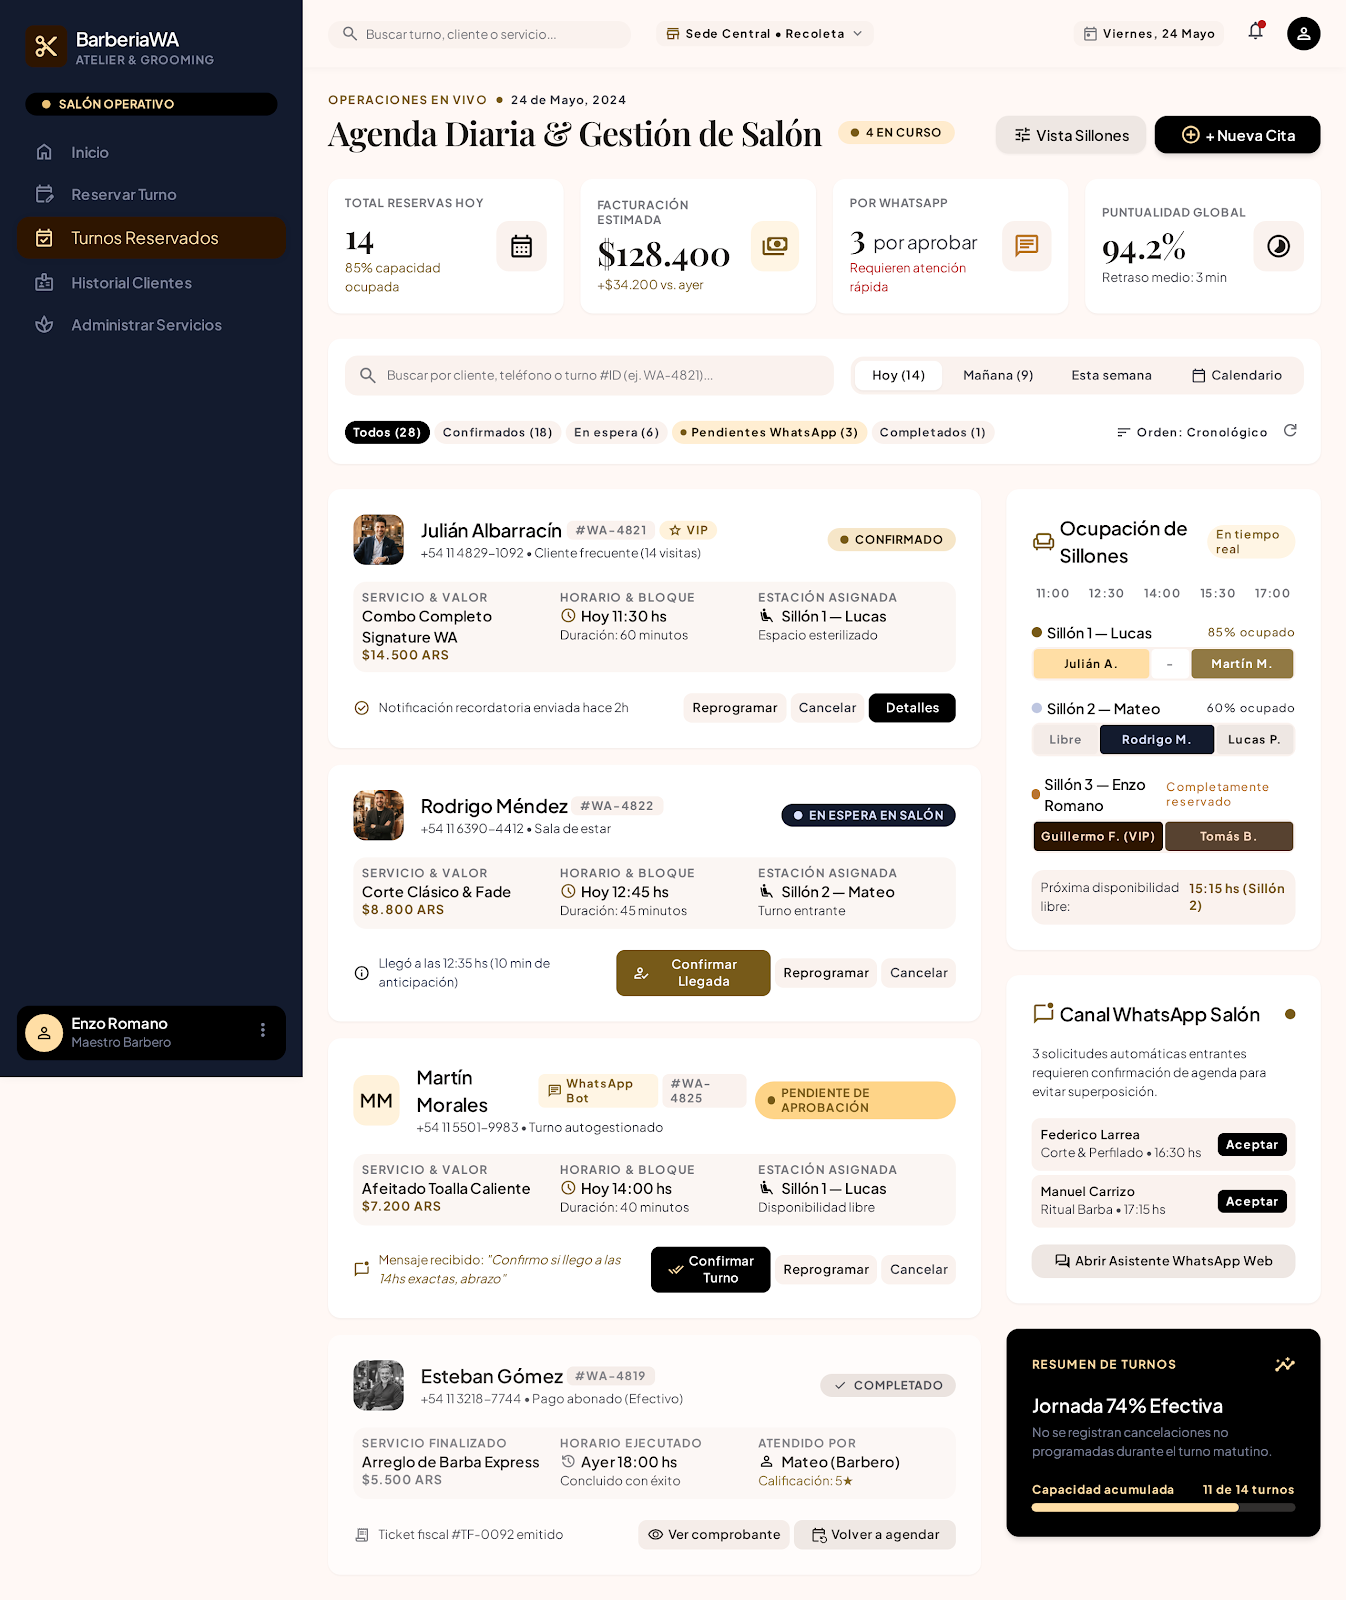 BarberiaWA
ATELIER & GROOMING
SALÓN OPERATIVO
Inicio
Reservar Turno
Turnos Reservados
Historial Clientes
Administrar Servicios
Enzo Romano
Maestro Barbero
Buscar turno, cliente o servicio...
Sede Central • Recoleta
Viernes, 24 Mayo
OPERACIONES EN VIVO • 24 de Mayo, 2024
Agenda Diaria & Gestión de Salón
4 EN CURSO
Vista Sillones
+ Nueva Cita
TOTAL RESERVAS HOY
14
85% capacidad
ocupada
FACTURACIÓN
ESTIMADA
$128.400
+$34.200 vs. ayer
POR WHATSAPP
3 por aprobar
Requieren atención
rápida
PUNTUALIDAD GLOBAL
94.2%
Retraso medio: 3 min
Buscar por cliente, teléfono o turno #ID (ej. WA-4821)...
Hoy (14)
Mañana (9)
Esta semana
Calendario
Todos (28)
Confirmados (18)
En espera (6)
Pendientes WhatsApp (3)
Completados (1)
Orden: Cronológico
Julián Albarracín
#WA-4821
VIP
+54 11 4829-1092 • Cliente frecuente (14 visitas)
CONFIRMADO
SERVICIO & VALOR
Combo Completo
Signature WA
$14.500 ARS
HORARIO & BLOQUE
Hoy 11:30 hs
Duración: 60 minutos
ESTACIÓN ASIGNADA
Sillón 1 — Lucas
Espacio esterilizado
Notificación recordatoria enviada hace 2h
Reprogramar
Cancelar
Detalles
Rodrigo Méndez
#WA-4822
+54 11 6390-4412 • Sala de estar
EN ESPERA EN SALÓN
SERVICIO & VALOR
Corte Clásico & Fade
$8.800 ARS
HORARIO & BLOQUE
Hoy 12:45 hs
Duración: 45 minutos
ESTACIÓN ASIGNADA
Sillón 2 — Mateo
Turno entrante
Llegó a las 12:35 hs (10 min de
anticipación)
Confirmar
Llegada
Reprogramar
Cancelar
MM
Martín
Morales
WhatsApp
Bot
#WA-
4825
+54 11 5501-9983 • Turno autogestionado
PENDIENTE DE
APROBACIÓN
SERVICIO & VALOR
Afeitado Toalla Caliente
$7.200 ARS
HORARIO & BLOQUE
Hoy 14:00 hs
Duración: 40 minutos
ESTACIÓN ASIGNADA
Sillón 1 — Lucas
Disponibilidad libre
Mensaje recibido: "Confirmo si llego a las
14hs exactas, abrazo"
Confirmar
Turno
Reprogramar
Cancelar
Esteban Gómez
#WA-4819
+54 11 3218-7744 • Pago abonado (Efectivo)
COMPLETADO
SERVICIO FINALIZADO
Arreglo de Barba Express
$5.500 ARS
HORARIO EJECUTADO
Ayer 18:00 hs
Concluido con éxito
ATENDIDO POR
Mateo (Barbero)
Calificación: 5★
Ticket fiscal #TF-0092 emitido
Ver comprobante
Volver a agendar
Ocupación de
Sillones
En tiempo
real
11:00 12:30 14:00 15:30 17:00
Sillón 1 — Lucas
85% ocupado
Julián A.
-
Martín M.
Sillón 2 — Mateo
60% ocupado
Libre
Rodrigo M.
Lucas P.
Sillón 3 — Enzo
Romano
Completamente
reservado
Guillermo F. (VIP)
Tomás B.
Próxima disponibilidad
libre:
15:15 hs (Sillón
2)
Canal WhatsApp Salón
3 solicitudes automáticas entrantes
requieren confirmación de agenda para
evitar superposición.
Federico Larrea
Corte & Perfilado • 16:30 hs
Aceptar
Manuel Carrizo
Ritual Barba • 17:15 hs
Aceptar
Abrir Asistente WhatsApp Web
RESUMEN DE TURNOS
Jornada 74% Efectiva
No se registran cancelaciones no
programadas durante el turno matutino.
Capacidad acumulada
11 de 14 turnos